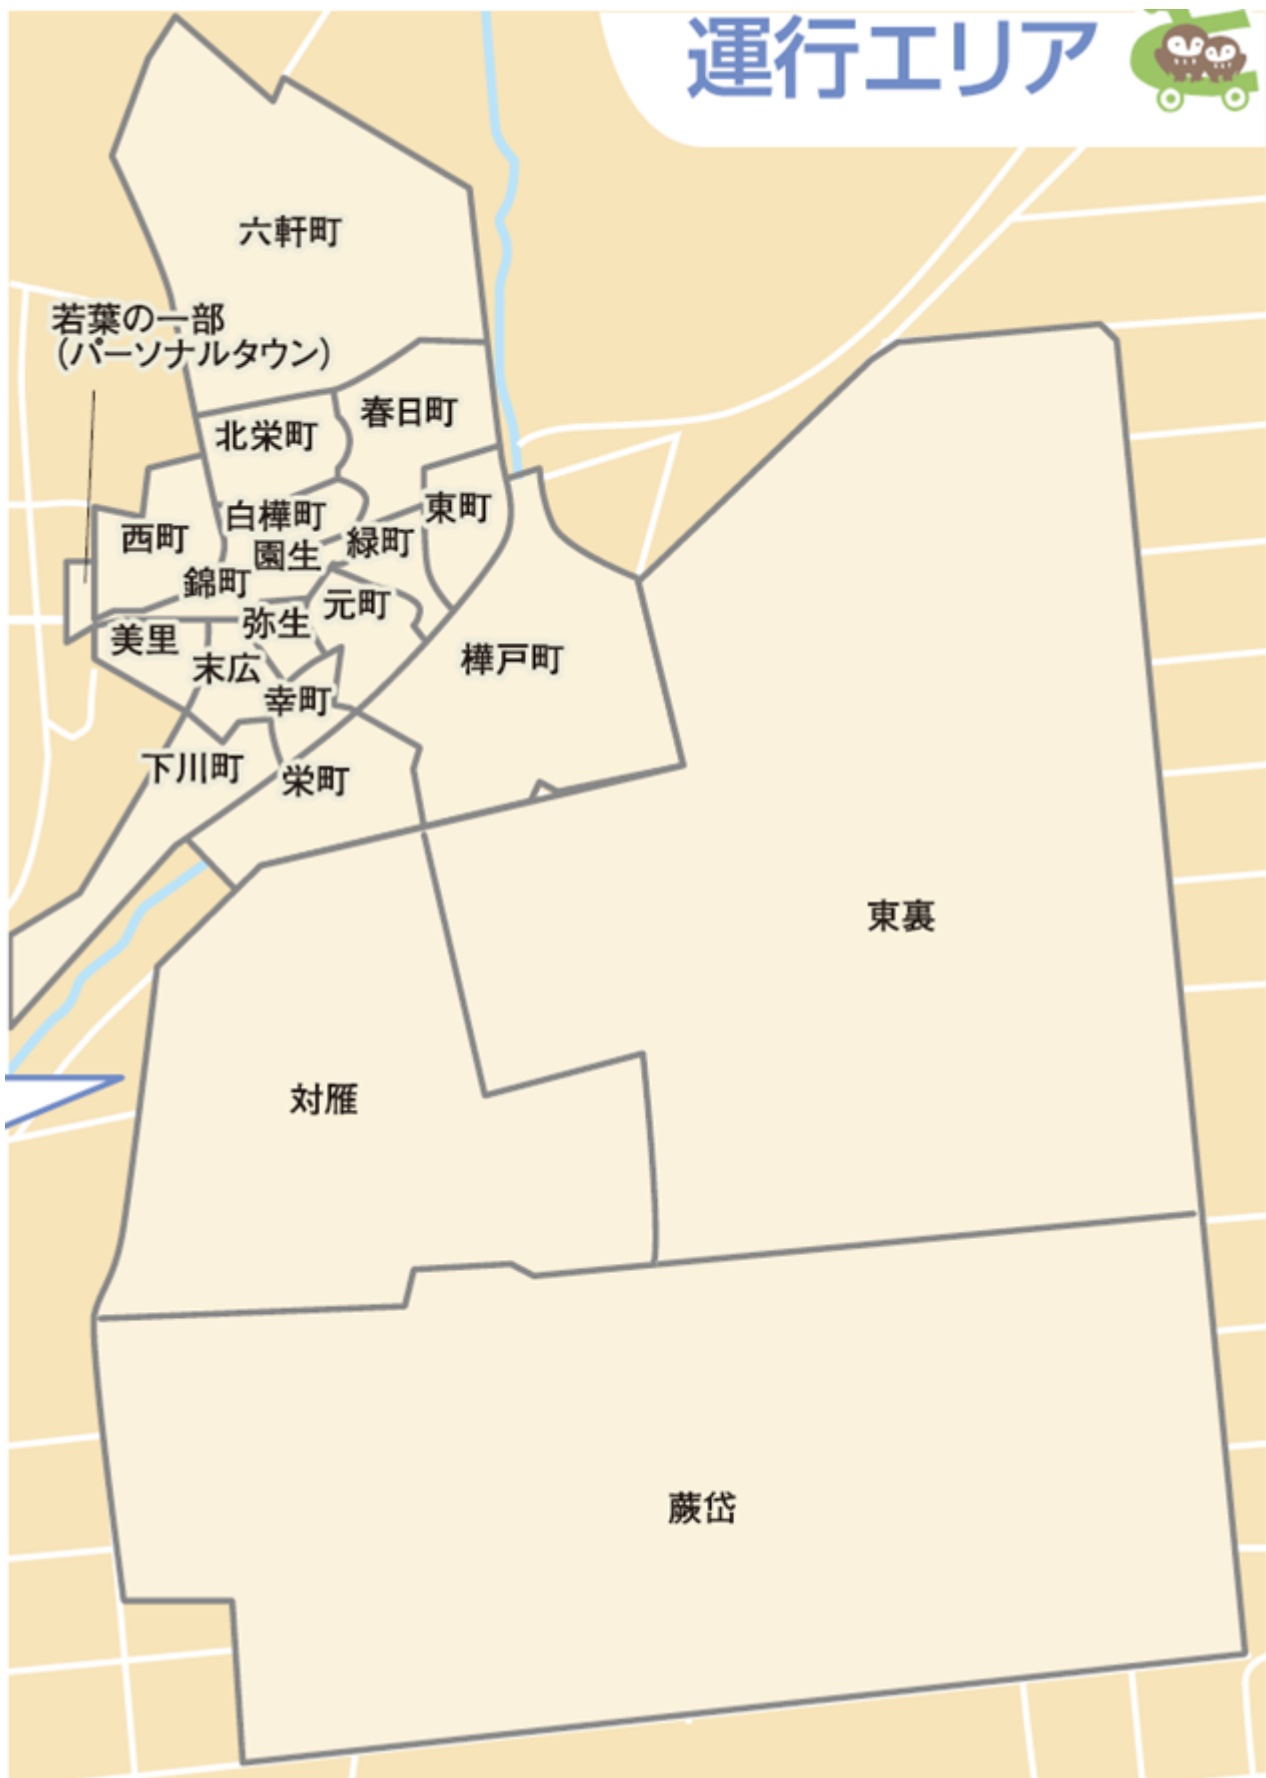 運行エリア
六軒町
若葉の一部
(パーソナルタウン)
春日町
北栄町
東町
白樺町
西町
緑町
園生
錦町
元町
弥生
美里
樺戸町
末広
幸町
下川町
栄町
東裏
対雁
蕨岱